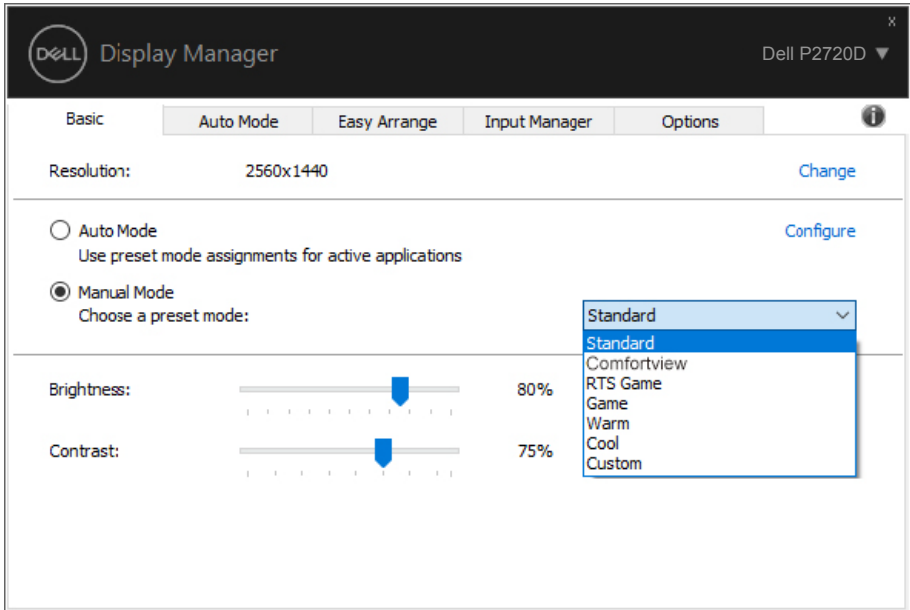 x
DELL Display Manager
Dell P2720D ▼
Basic Auto Mode Easy Arrange Input Manager Options
Resolution: 2560x1440 Change
Auto Mode Configure
Use preset mode assignments for active applications
Manual Mode
Choose a preset mode: Standard
Standard
Comfortview
RTS Game
Game
Warm
Cool
Custom
Brightness: 80%
Contrast: 75%